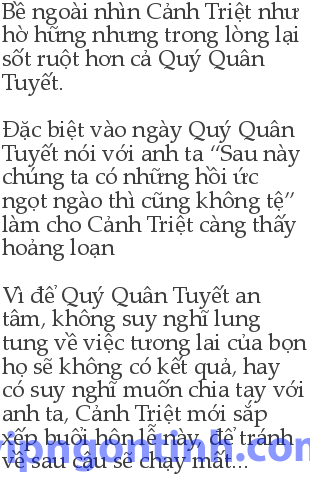 Bề ngoài nhìn Cảnh Triệt như
hờ hững nhưng trong lòng lại
sốt ruột hơn cả Quý Quân
Tuyết.
Đặc biệt vào ngày Quý Quân
Tuyết nói với anh ta “Sau này
chúng ta có những hồi ức
ngọt ngào thì cũng không tệ”
làm cho Cảnh Triệt càng thấy
hoảng loạn
Vì để Quý Quân Tuyết an
tâm, không suy nghĩ lung
tung về việc tương lai của bọn
họ sẽ không có kết quả, hay
có suy nghĩ muốn chia tay với
anh ta, Cảnh Triệt mới sắp
xếp buổi hôn lễ này, để tránh
về sau cậu sẽ chạy mất...